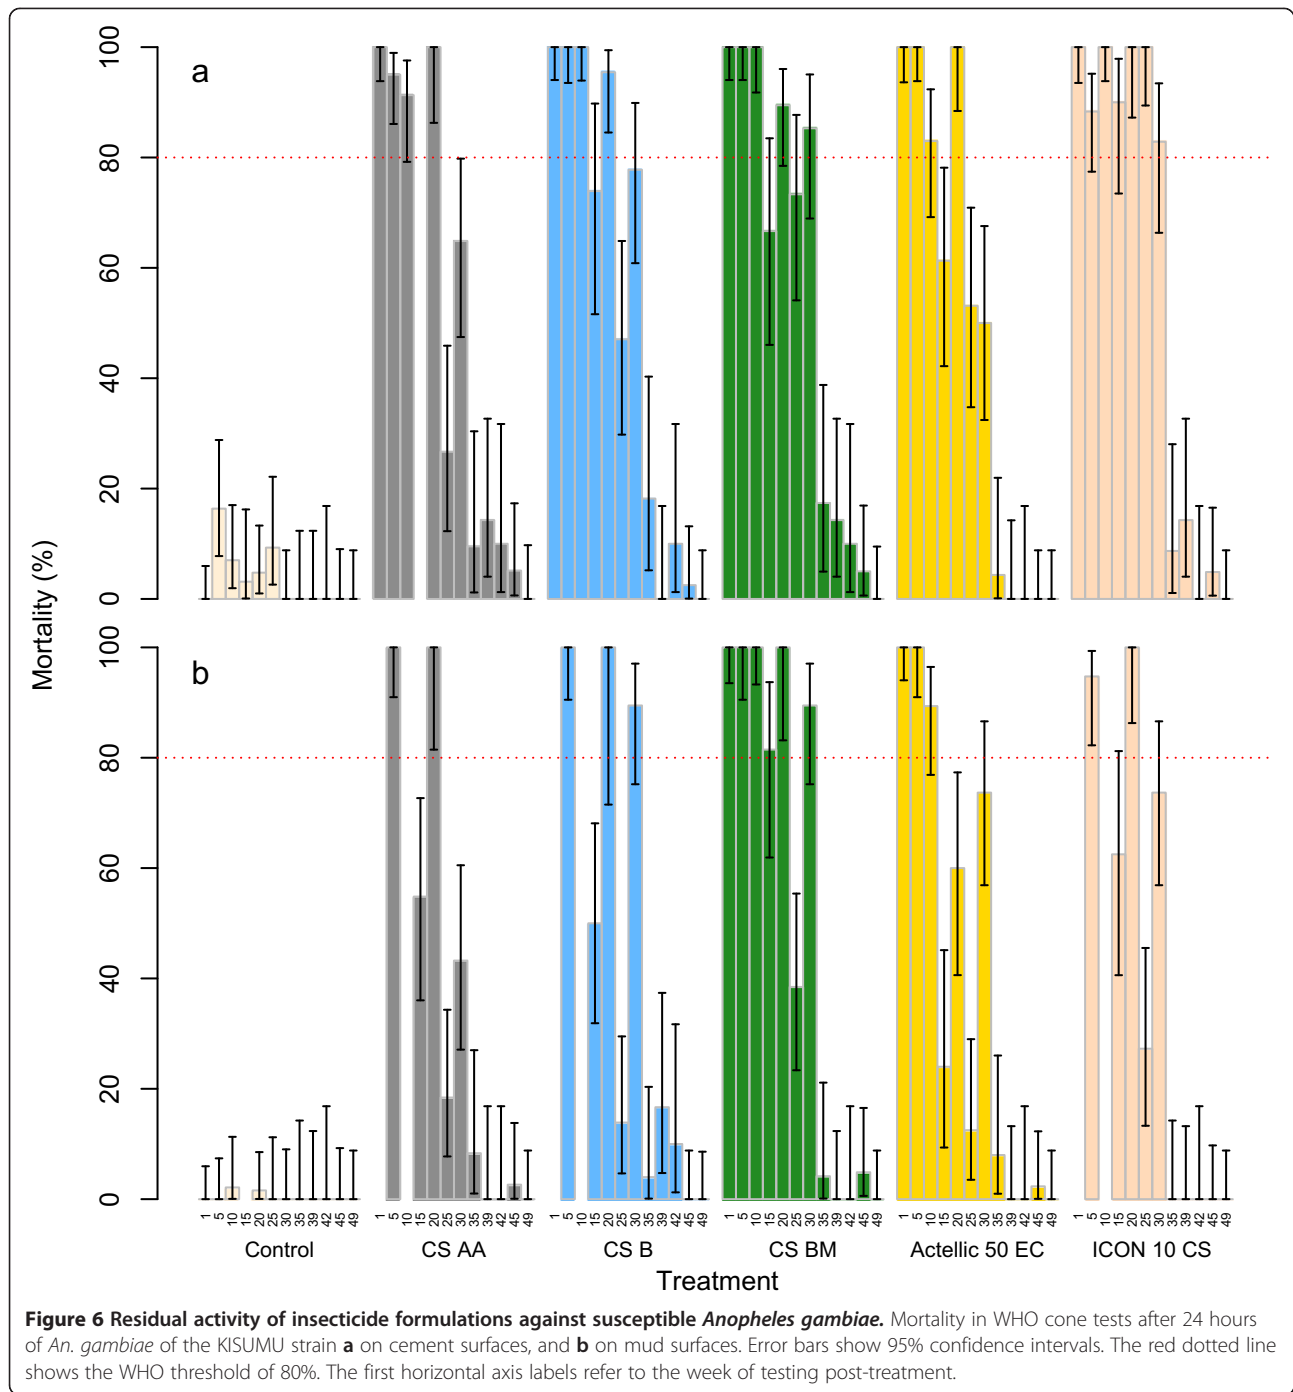 Mortality (%)
a
100
80
60
40
20
0
b
100
80
60
40
20
0
1 5 10 15 20 25 30 35 39 42 45 49 1 5 10 15 20 25 30 35 39 42 45 49 1 5 10 15 20 25 30 35 39 42 45 49 1 5 10 15 20 25 30 35 39 42 45 49 1 5 10 15 20 25 30 35 39 42 45 49 1 5 10 15 20 25 30 35 39 42 45 49
Control CS AA CS B CS BM Actellic 50 EC ICON 10 CS
Treatment
Figure 6 Residual activity of insecticide formulations against susceptible Anopheles gambiae. Mortality in WHO cone tests after 24 hours
of An. gambiae of the KISUMU strain a on cement surfaces, and b on mud surfaces. Error bars show 95% confidence intervals. The red dotted line
shows the WHO threshold of 80%. The first horizontal axis labels refer to the week of testing post-treatment.